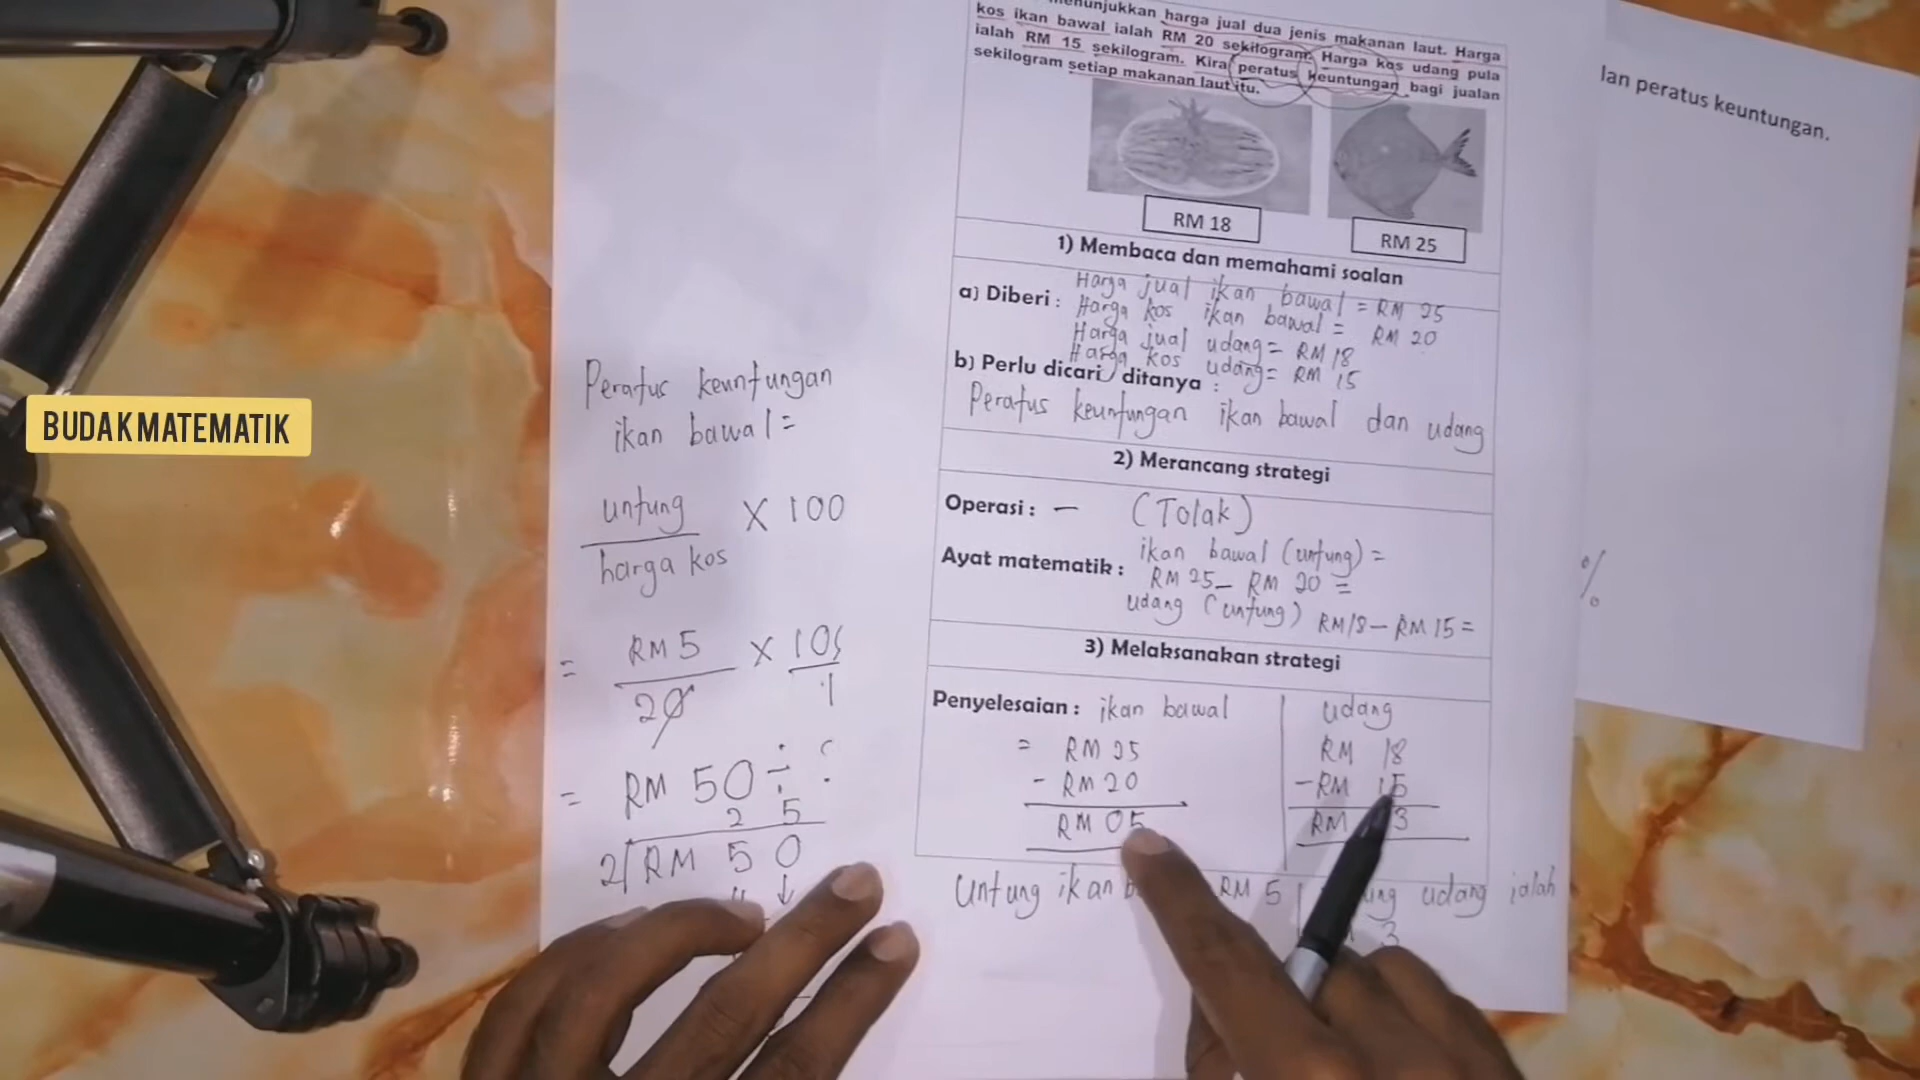 menunjukkan harga jual dua jenis makanan laut. Harga
kos ikan bawal ialah RM 20 sekilogram. Harga kos udang pula
ialah RM 15 sekilogram. Kira peratus keuntungan bagi jualan
sekilogram setiap makanan laut itu.
RM 18
RM 25
1) Membaca dan memahami soalan
a) Diberi : Harga jual ikan bawal = RM 25
Harga kos ikan bawal = RM 20
Harga jual udang = RM 18
Harga kos udang = RM 15
b) Perlu dicari / ditanya :
Peratus keuntungan ikan bawal dan udang
2) Merancang strategi
Operasi : — (Tolak)
Ayat matematik : ikan bawal (untung) =
RM 25 - RM 20 =
udang (untung) RM 18 - RM 15 =
3) Melaksanakan strategi
Penyelesaian : ikan bawal
= RM 25
- RM 20
RM 05
udang
RM 18
- RM 15
RM 3
Untung ikan RM 5
udang ialah
3
Peratus keuntungan
ikan bawal =
untung X 100
harga kos
= RM 5 X 100
20 1
= RM 50 ÷
2 5
2 RM 5 0
BUDAKMATEMATIK
lan peratus keuntungan.
%